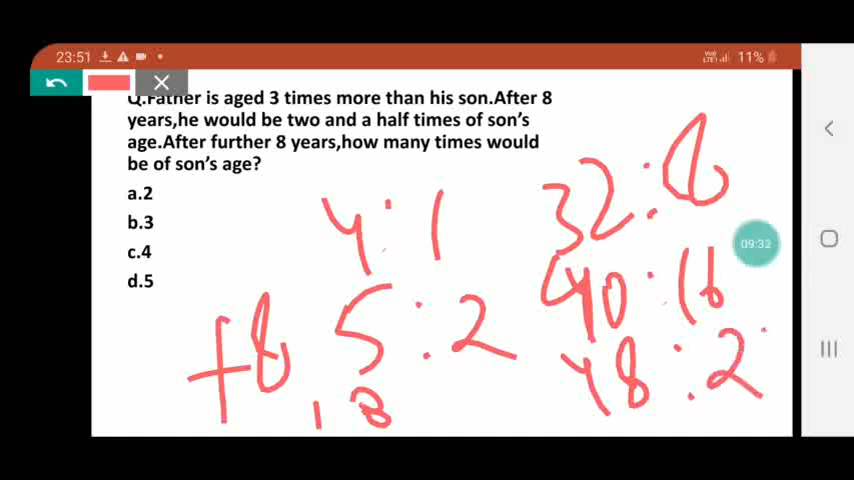 23:51 11%
Q.Father is aged 3 times more than his son.After 8
years,he would be two and a half times of son's
age.After further 8 years,how many times would
be of son's age?
a.2
b.3
c.4
d.5
4:1
+8 5:2
18
32:8
40:16
48:2
09:32